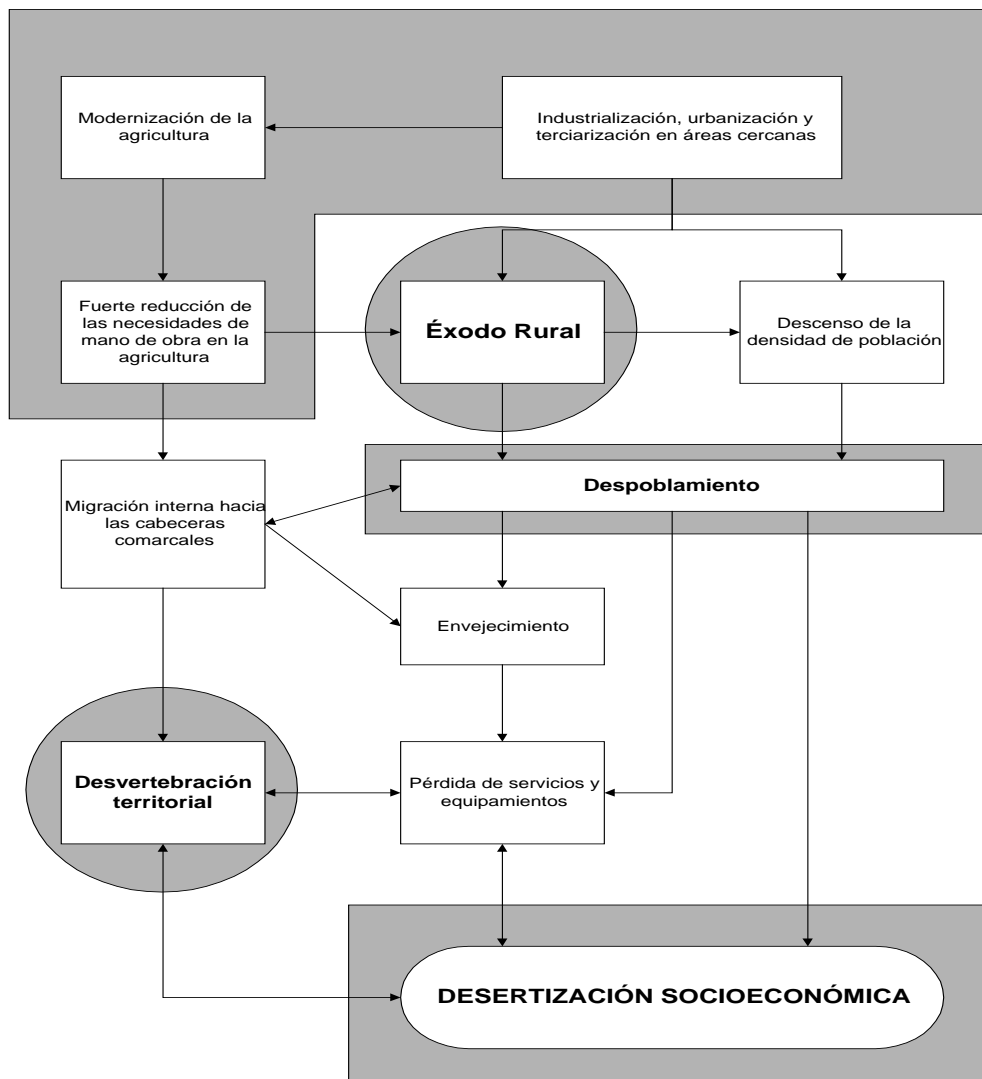 Modernización de la
agricultura
Industrialización, urbanización y
terciarización en áreas cercanas
Fuerte reducción de
las necesidades de
mano de obra en la
agricultura
Éxodo Rural
Descenso de la
densidad de población
Migración interna hacia
las cabeceras
comarcales
Despoblamiento
Envejecimiento
Desvertebración
territorial
Pérdida de servicios y
equipamientos
DESERTIZACIÓN SOCIOECONÓMICA